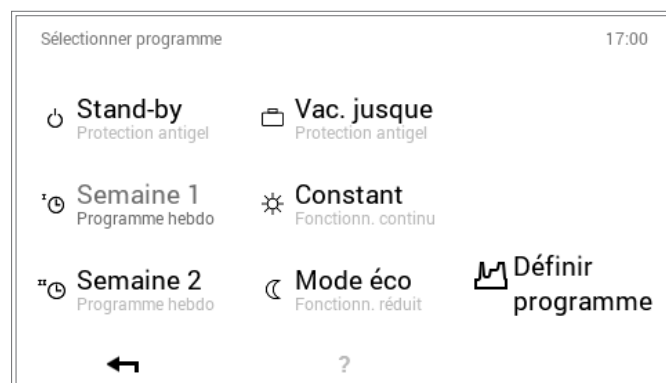 Sélectionner programme 17:00
Stand-by
Protection antigel
Vac. jusque
Protection antigel
I Semaine 1
Programme hebdo
Constant
Fonctionn. continu
II Semaine 2
Programme hebdo
Mode éco
Fonctionn. réduit
Définir
programme
?